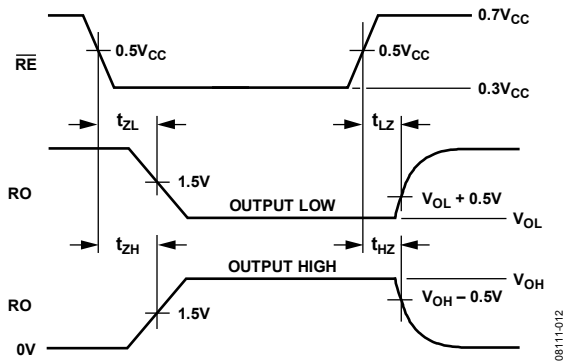 0.7VCC
RE
0.5VCC
0.5VCC
0.3VCC
tZL
tLZ
RO
1.5V
OUTPUT LOW
VOL + 0.5V
VOL
tZH
tHZ
OUTPUT HIGH
VOH
RO
1.5V
VOH – 0.5V
0V
08111-012